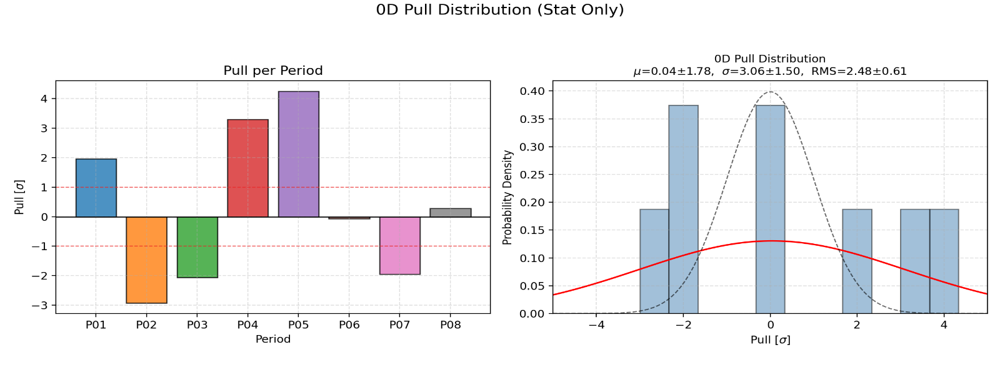 0D Pull Distribution (Stat Only)
Pull per Period
Pull [σ]
4
3
2
1
0
−1
−2
−3
P01 P02 P03 P04 P05 P06 P07 P08
Period
0D Pull Distribution
μ=0.04±1.78, σ=3.06±1.50, RMS=2.48±0.61
Probability Density
0.40
0.35
0.30
0.25
0.20
0.15
0.10
0.05
0.00
−4 −2 0 2 4
Pull [σ]